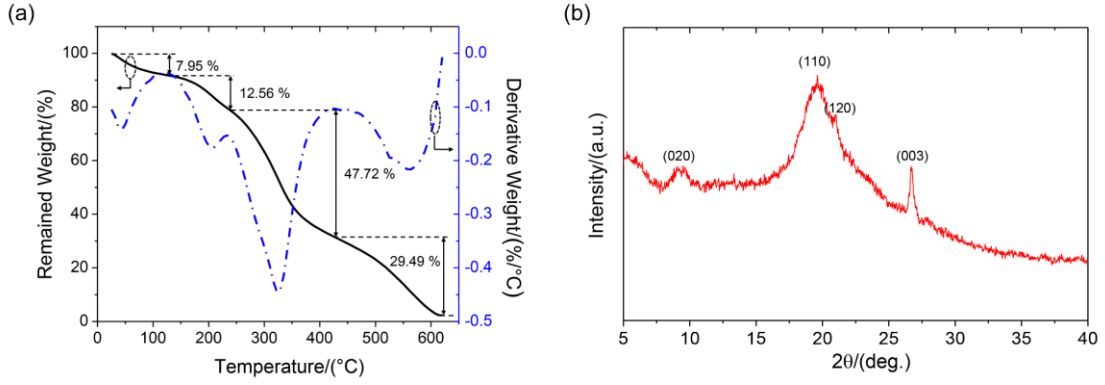 (a)
Remained Weight/(%)
100
80
60
40
20
0
7.95 %
12.56 %
47.72 %
29.49 %
0.0
-0.1
-0.2
-0.3
-0.4
-0.5
Derivative Weight/(%/°C)
0 100 200 300 400 500 600
Temperature/(°C)
(b)
Intensity/(a.u.)
(020)
(110)
(120)
(003)
5 10 15 20 25 30 35 40
2θ/(deg.)